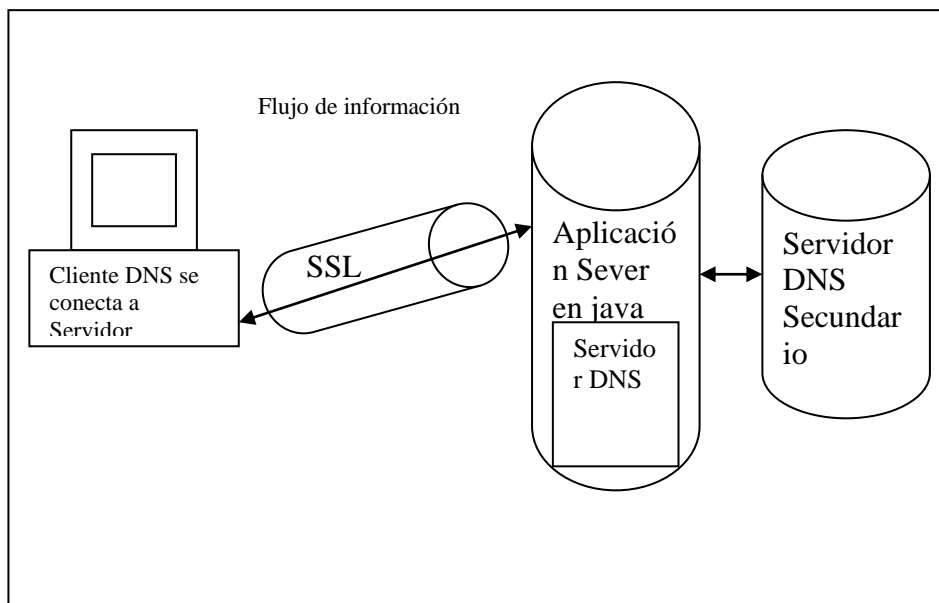 Flujo de información
Cliente DNS se
conecta a
Servidor
SSL
Aplicació
n Sever
en java
Servido
r DNS
Servidor
DNS
Secundar
io